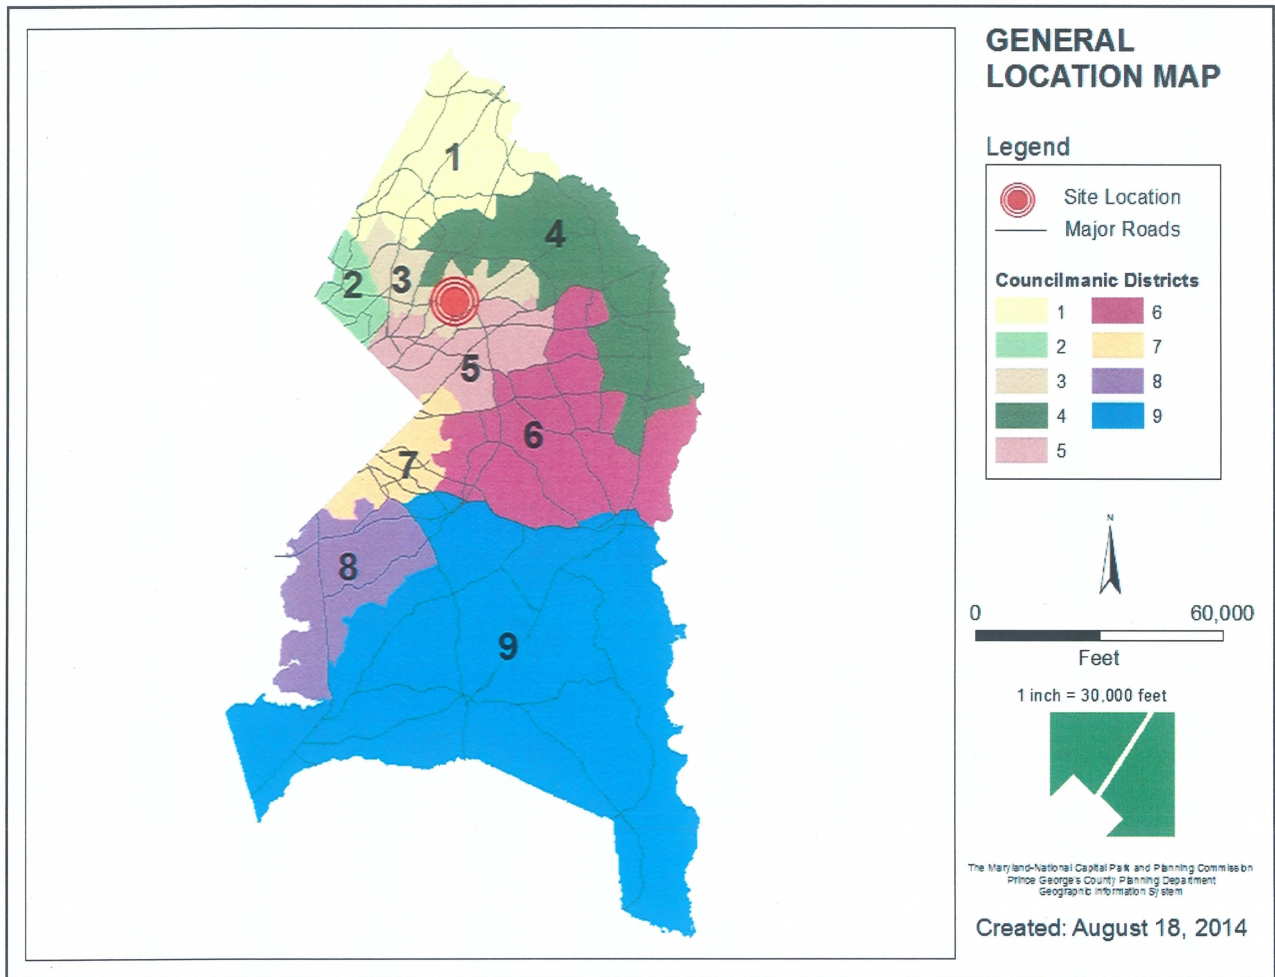 GENERAL
LOCATION MAP
Legend
Site Location
Major Roads
Councilmanic Districts
1
2
3
4
5
6
7
8
9
1
2
3
4
5
6
7
8
9
N
0 60,000
Feet
1 inch = 30,000 feet
The Maryland-National Capital Park and Planning Commission
Prince George's County Planning Department
Geographic Information System
Created: August 18, 2014